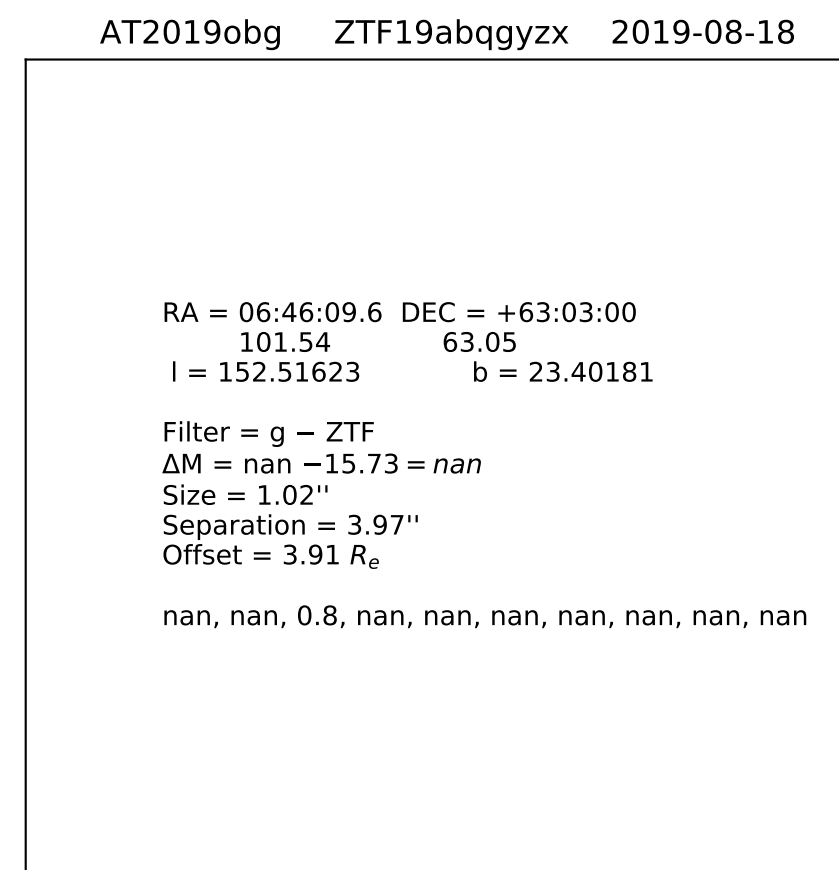 AT2019obg ZTF19abqgyzx 2019-08-18
RA = 06:46:09.6 DEC = +63:03:00
101.54 63.05
l = 152.51623 b = 23.40181
Filter = g − ZTF
ΔM = nan −15.73 = nan
Size = 1.02''
Separation = 3.97''
Offset = 3.91 Re
nan, nan, 0.8, nan, nan, nan, nan, nan, nan, nan